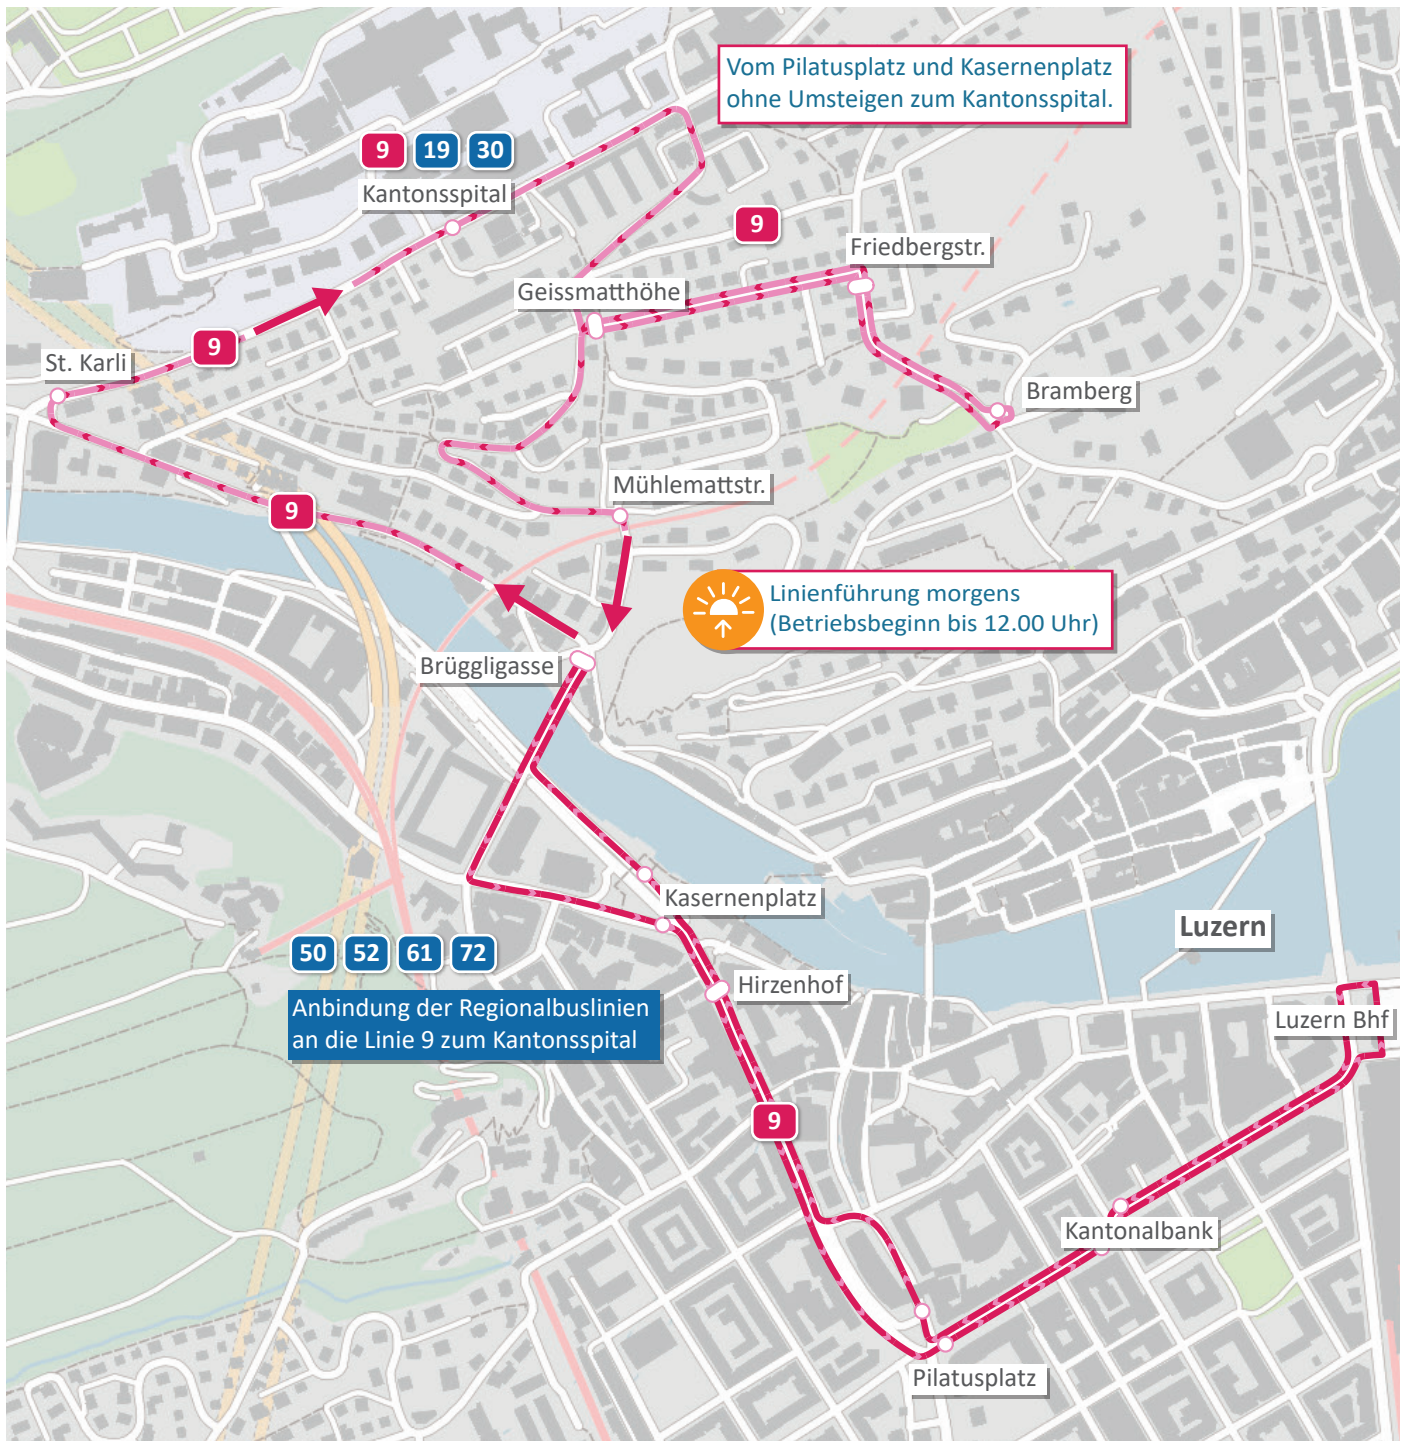 Vom Pilatusplatz und Kasernenplatz
ohne Umsteigen zum Kantonsspital.
9 19 30
Kantonsspital
9
Friedbergstr.
Geissmatthöhe
9
St. Karli
Bramberg
Mühlemattstr.
9
Linienführung morgens
(Betriebsbeginn bis 12.00 Uhr)
Brüggligasse
Kasernenplatz
Luzern
50 52 61 72
Hirzenhof
Anbindung der Regionalbuslinien
an die Linie 9 zum Kantonsspital
Luzern Bhf
9
Kantonalbank
Pilatusplatz